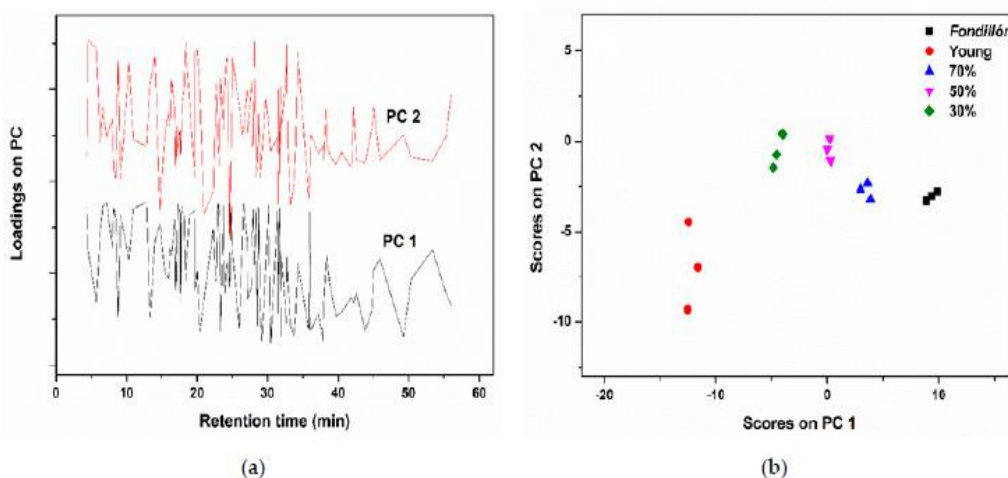 Loadings on PC
PC 2
PC 1
0
10
20
30
40
50
60
Retention time (min)
(a)
Fondillón
Young
70%
50%
30%
Scores on PC 2
5
0
-5
-10
-20
-10
0
10
Scores on PC 1
(b)